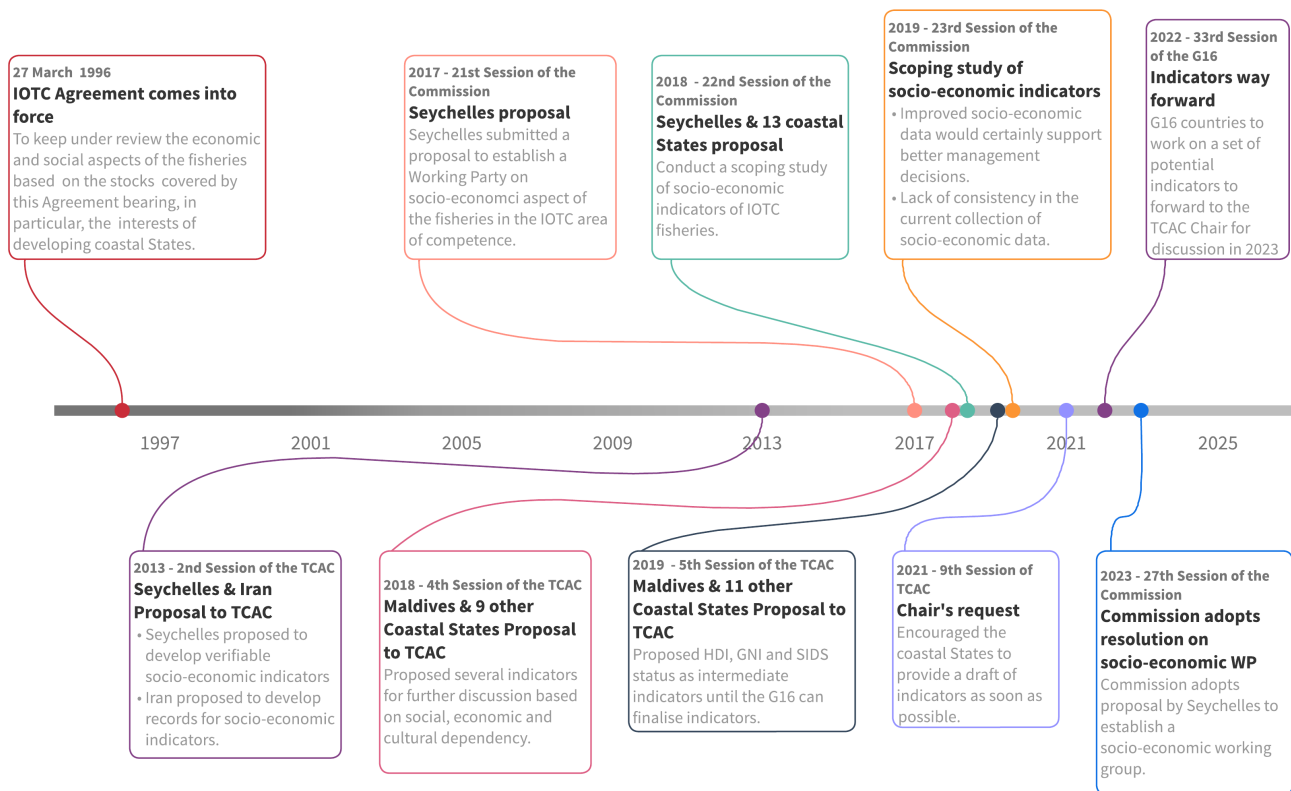 27 March 1996
IOTC Agreement comes into
force
To keep under review the economic
and social aspects of the fisheries
based on the stocks covered by
this Agreement bearing, in
particular, the interests of
developing coastal States.
2017 - 21st Session of the
Commission
Seychelles proposal
Seychelles submitted a
proposal to establish a
Working Party on
socio-economci aspect of
the fisheries in the IOTC area
of competence.
2018 - 22nd Session of the
Commission
Seychelles & 13 coastal
States proposal
Conduct a scoping study
of socio-economic
indicators of IOTC
fisheries.
2019 - 23rd Session of the
Commission
Scoping study of
socio-economic indicators
• Improved socio-economic
data would certainly support
better management
decisions.
• Lack of consistency in the
current collection of
socio-economic data.
2022 - 33rd Session
of the G16
Indicators way
forward
G16 countries to
work on a set of
potential
indicators to
forward to the
TCAC Chair for
discussion in 2023
1997 2001 2005 2009 2013 2017 2021 2025
2013 - 2nd Session of the TCAC
Seychelles & Iran
Proposal to TCAC
• Seychelles proposed to
develop verifiable
socio-economic indicators
• Iran proposed to develop
records for socio-economic
indicators.
2018 - 4th Session of the TCAC
Maldives & 9 other
Coastal States Proposal
to TCAC
Proposed several indicators
for further discussion based
on social, economic and
cultural dependency.
2019 - 5th Session of the TCAC
Maldives & 11 other
Coastal States Proposal to
TCAC
Proposed HDI, GNI and SIDS
status as intermediate
indicators until the G16 can
finalise indicators.
2021 - 9th Session of
TCAC
Chair's request
Encouraged the
coastal States to
provide a draft of
indicators as soon as
possible.
2023 - 27th Session of the
Commission
Commission adopts
resolution on
socio-economic WP
Commission adopts
proposal by Seychelles to
establish a
socio-economic working
group.